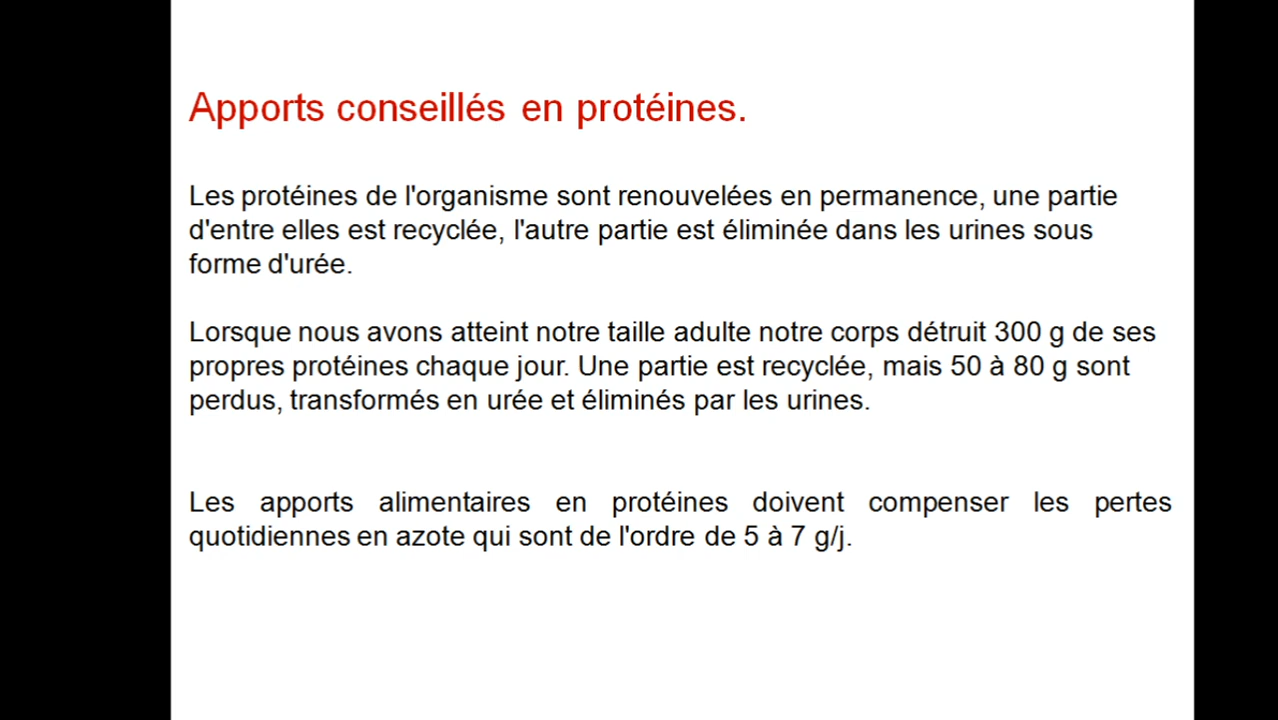 Apports conseillés en protéines.
Les protéines de l'organisme sont renouvelées en permanence, une partie
d'entre elles est recyclée, l'autre partie est éliminée dans les urines sous
forme d'urée.
Lorsque nous avons atteint notre taille adulte notre corps détruit 300 g de ses
propres protéines chaque jour. Une partie est recyclée, mais 50 à 80 g sont
perdus, transformés en urée et éliminés par les urines.
Les apports alimentaires en protéines doivent compenser les pertes
quotidiennes en azote qui sont de l'ordre de 5 à 7 g/j.